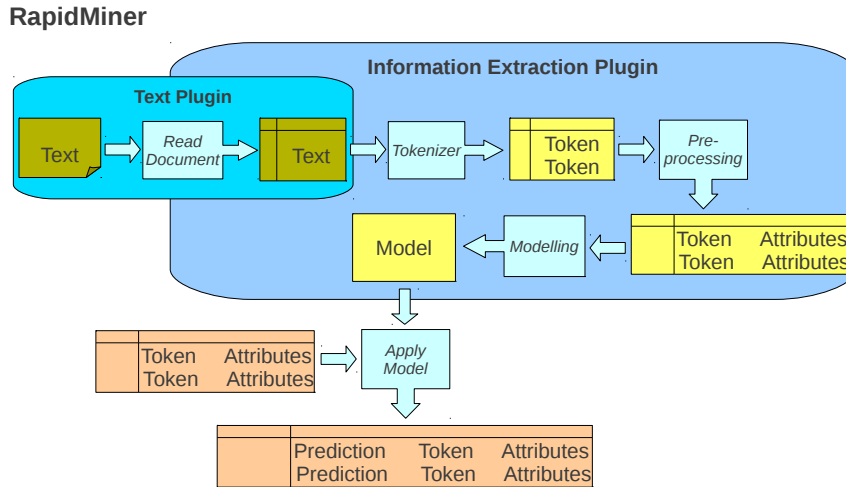 RapidMiner
Information Extraction Plugin
Text Plugin
Text
Read
Document
Text
Tokenizer
Token
Token
Pre-
processing
Model
Modelling
Token Attributes
Token Attributes
Token Attributes
Token Attributes
Apply
Model
Prediction Token Attributes
Prediction Token Attributes